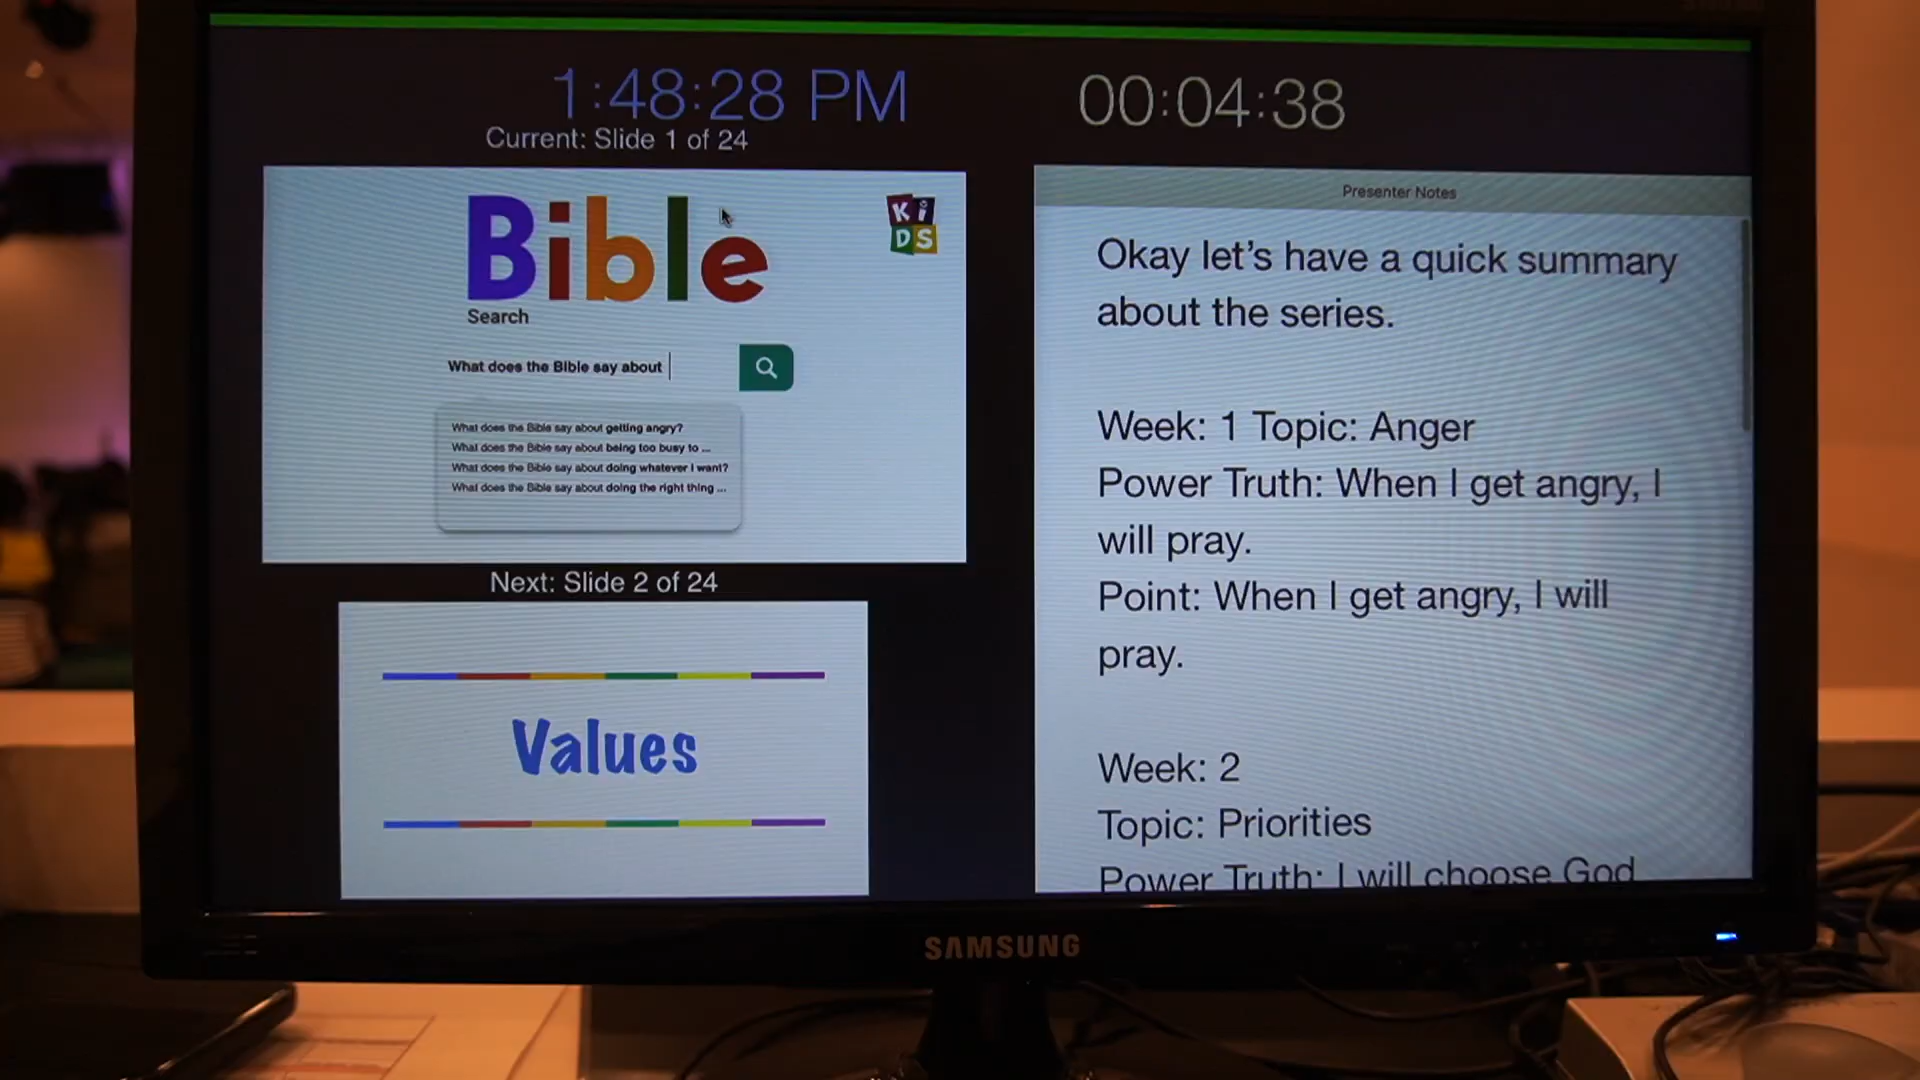 1:48:28 PM
00:04:38
Current: Slide 1 of 24
Bible
KiDS
Search
What does the Bible say about
What does the Bible say about getting angry?
What does the Bible say about being too busy to ...
What does the Bible say about doing whatever I want?
What does the Bible say about doing the right thing ...
Next: Slide 2 of 24
Values
Presenter Notes
Okay let's have a quick summary
about the series.
Week: 1 Topic: Anger
Power Truth: When I get angry, I
will pray.
Point: When I get angry, I will
pray.
Week: 2
Topic: Priorities
Power Truth: I will choose God
SAMSUNG